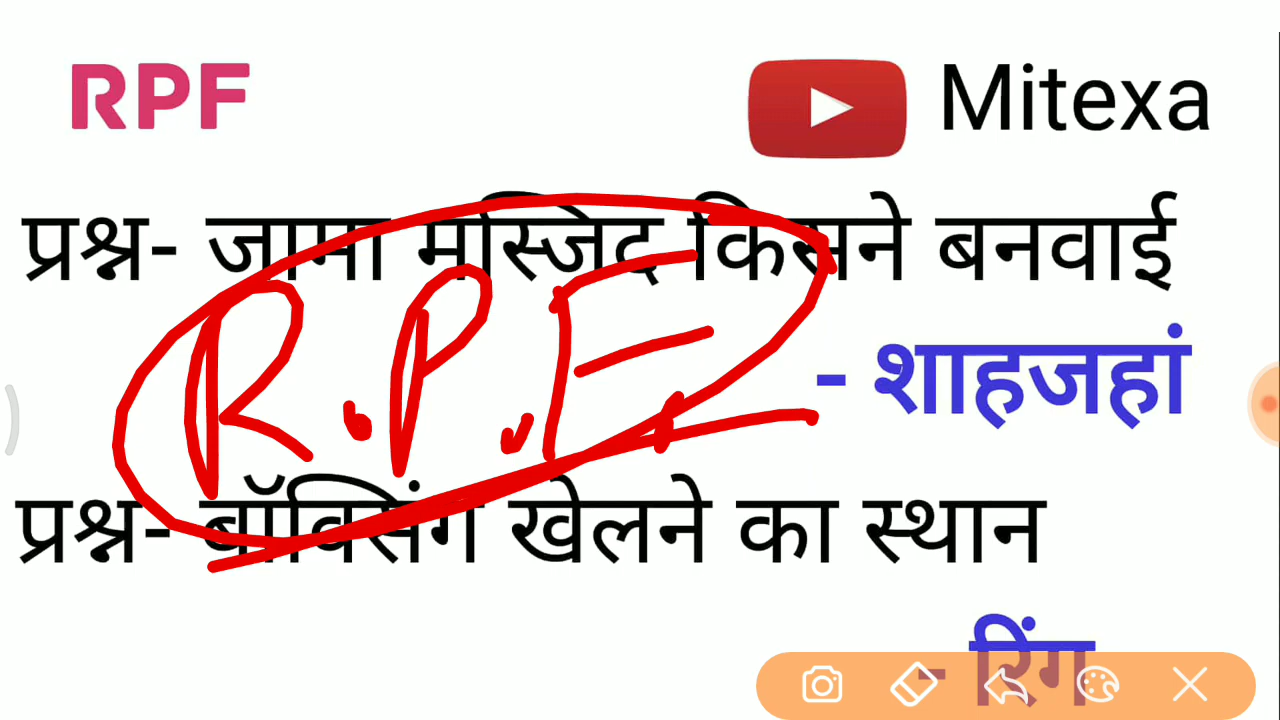 RPF Mitexa
प्रश्न- जामा मस्जिद किसने बनवाई
R.P.F.
- शाहजहां
प्रश्न- बॉक्सिंग खेलने का स्थान
- रिंग